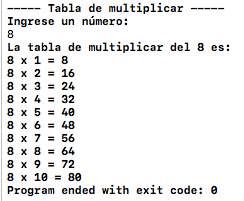 ----- Tabla de multiplicar -----
Ingrese un número:
8
La tabla de multiplicar del 8 es:
8 x 1 = 8
8 x 2 = 16
8 x 3 = 24
8 x 4 = 32
8 x 5 = 40
8 x 6 = 48
8 x 7 = 56
8 x 8 = 64
8 x 9 = 72
8 x 10 = 80
Program ended with exit code: 0